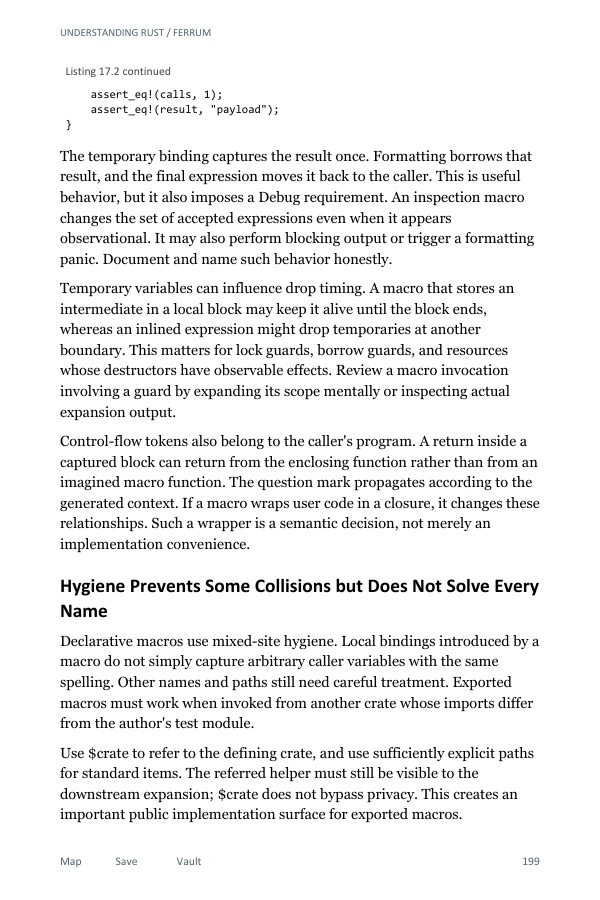 UNDERSTANDING RUST / FERRUM
Listing 17.2 continued
    assert_eq!(calls, 1);
    assert_eq!(result, "payload");
}
The temporary binding captures the result once. Formatting borrows that
result, and the final expression moves it back to the caller. This is useful
behavior, but it also imposes a Debug requirement. An inspection macro
changes the set of accepted expressions even when it appears
observational. It may also perform blocking output or trigger a formatting
panic. Document and name such behavior honestly.
Temporary variables can influence drop timing. A macro that stores an
intermediate in a local block may keep it alive until the block ends,
whereas an inlined expression might drop temporaries at another
boundary. This matters for lock guards, borrow guards, and resources
whose destructors have observable effects. Review a macro invocation
involving a guard by expanding its scope mentally or inspecting actual
expansion output.
Control-flow tokens also belong to the caller's program. A return inside a
captured block can return from the enclosing function rather than from an
imagined macro function. The question mark propagates according to the
generated context. If a macro wraps user code in a closure, it changes these
relationships. Such a wrapper is a semantic decision, not merely an
implementation convenience.
Hygiene Prevents Some Collisions but Does Not Solve Every
Name
Declarative macros use mixed-site hygiene. Local bindings introduced by a
macro do not simply capture arbitrary caller variables with the same
spelling. Other names and paths still need careful treatment. Exported
macros must work when invoked from another crate whose imports differ
from the author's test module.
Use $crate to refer to the defining crate, and use sufficiently explicit paths
for standard items. The referred helper must still be visible to the
downstream expansion; $crate does not bypass privacy. This creates an
important public implementation surface for exported macros.
Map Save Vault 199